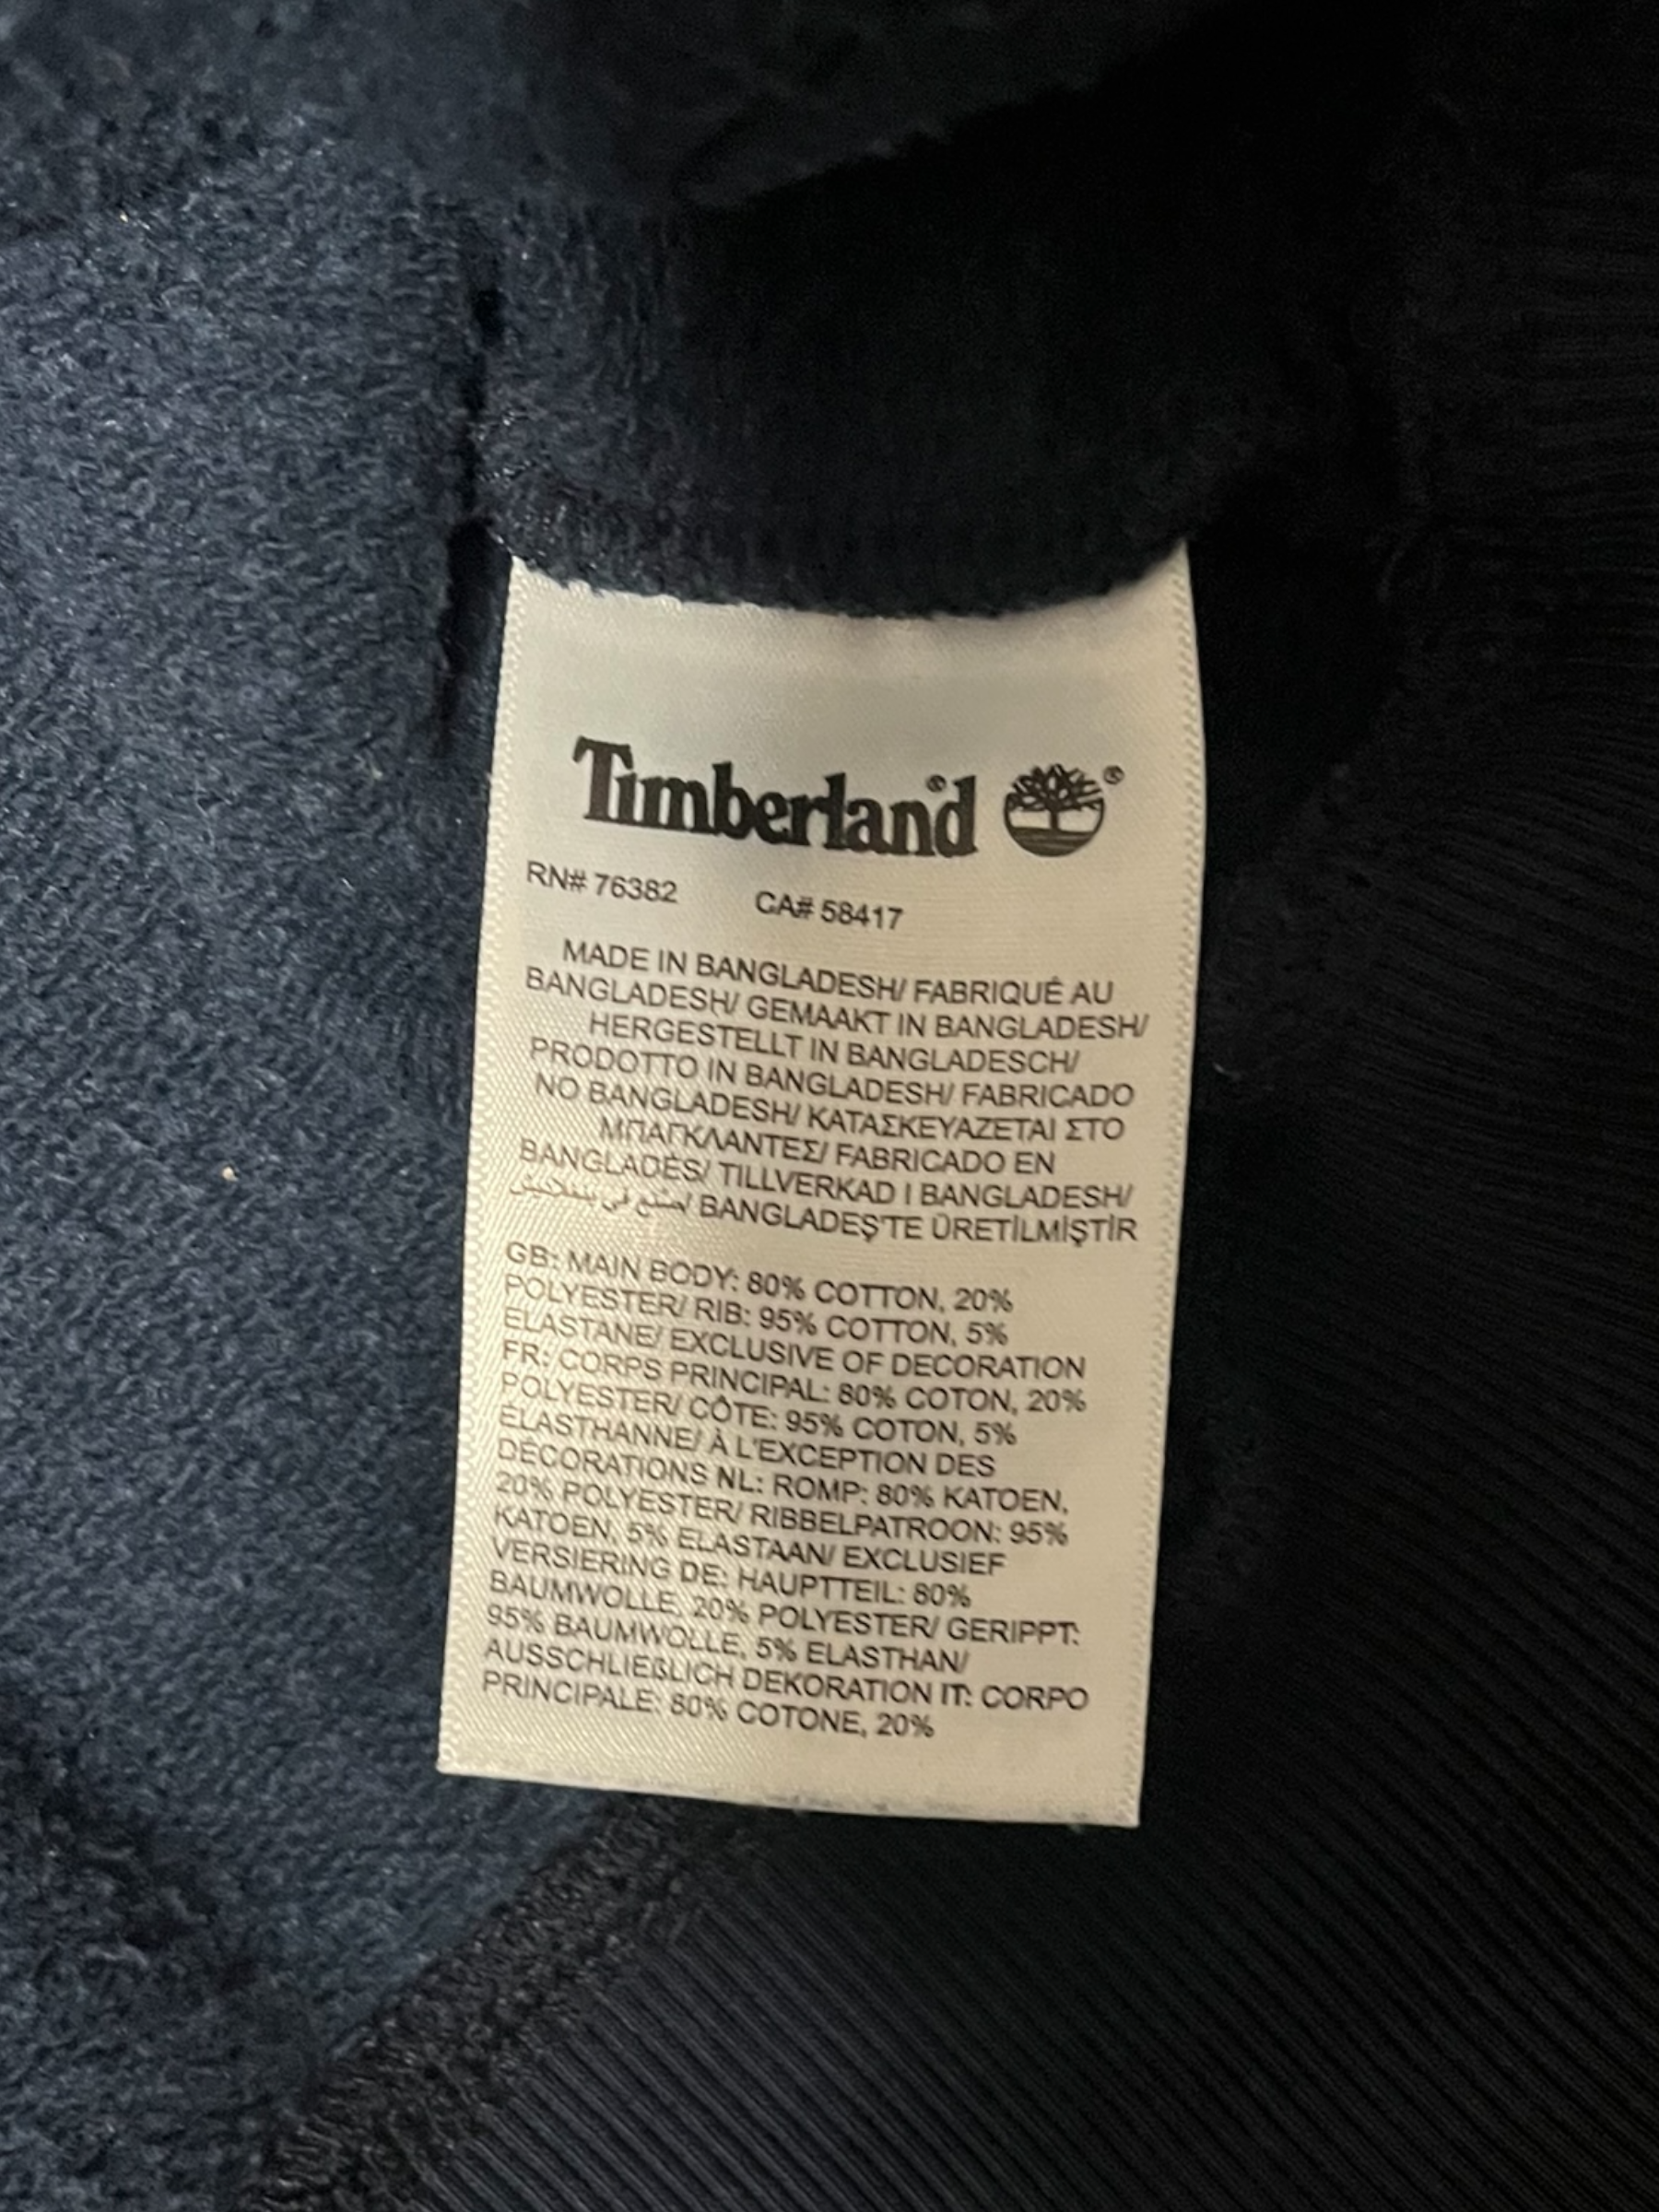 Timberland®
RN# 76382 CA# 58417
MADE IN BANGLADESH/ FABRIQUÉ AU
BANGLADESH/ GEMAAKT IN BANGLADESH/
HERGESTELLT IN BANGLADESCH/
PRODOTTO IN BANGLADESH/ FABRICADO
NO BANGLADESH/ ΚΑΤΑΣΚΕΥΑΖΕΤΑΙ ΣΤΟ
ΜΠΑΓΚΛΑΝΤΕΣ/ FABRICADO EN
BANGLADÉS/ TILLVERKAD I BANGLADESH/
صنع في بنغلاديش/ BANGLADEŞ'TE ÜRETİLMİŞTİR
GB: MAIN BODY: 80% COTTON, 20%
POLYESTER/ RIB: 95% COTTON, 5%
ELASTANE/ EXCLUSIVE OF DECORATION
FR: CORPS PRINCIPAL: 80% COTON, 20%
POLYESTER/ CÔTE: 95% COTON, 5%
ÉLASTHANNE/ À L'EXCEPTION DES
DÉCORATIONS NL: ROMP: 80% KATOEN,
20% POLYESTER/ RIBBELPATROON: 95%
KATOEN, 5% ELASTAAN/ EXCLUSIEF
VERSIERING DE: HAUPTTEIL: 80%
BAUMWOLLE, 20% POLYESTER/ GERIPPT:
95% BAUMWOLLE, 5% ELASTHAN/
AUSSCHLIEßLICH DEKORATION IT: CORPO
PRINCIPALE: 80% COTONE, 20%